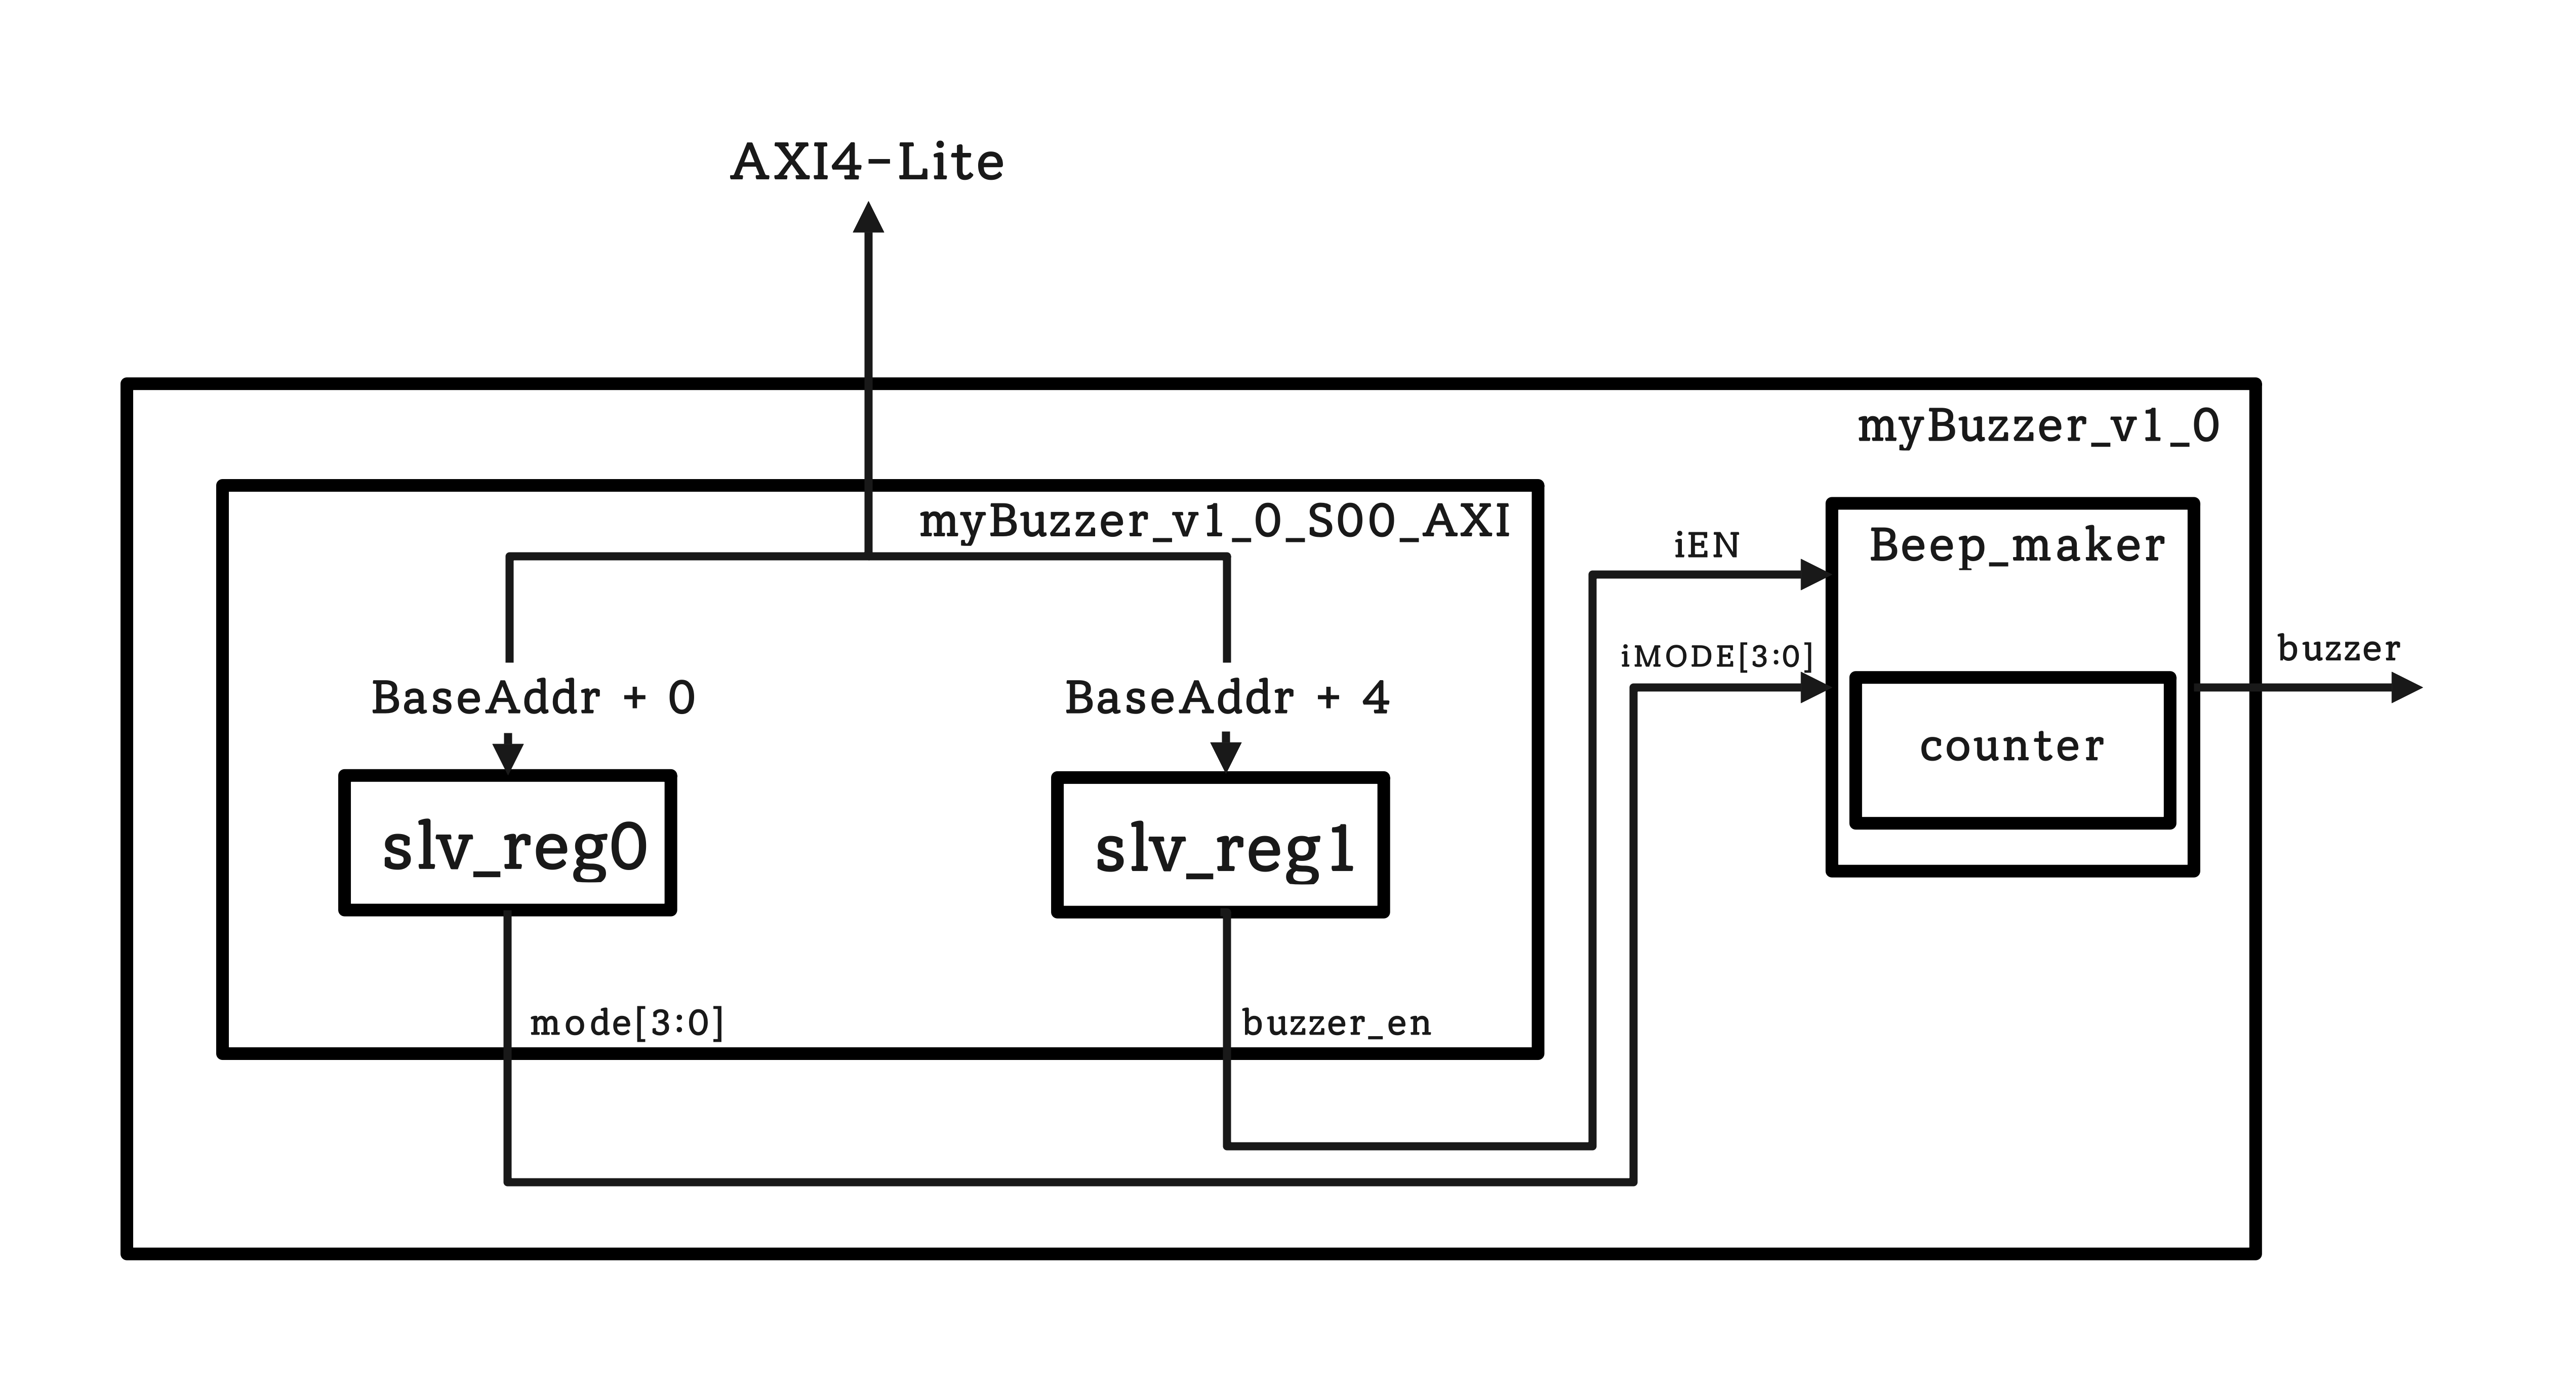 AXI4-Lite
myBuzzer_v1_0
myBuzzer_v1_0_S00_AXI
BaseAddr + 0
BaseAddr + 4
slv_reg0
slv_reg1
mode[3:0]
buzzer_en
iEN
iMODE[3:0]
Beep_maker
counter
buzzer